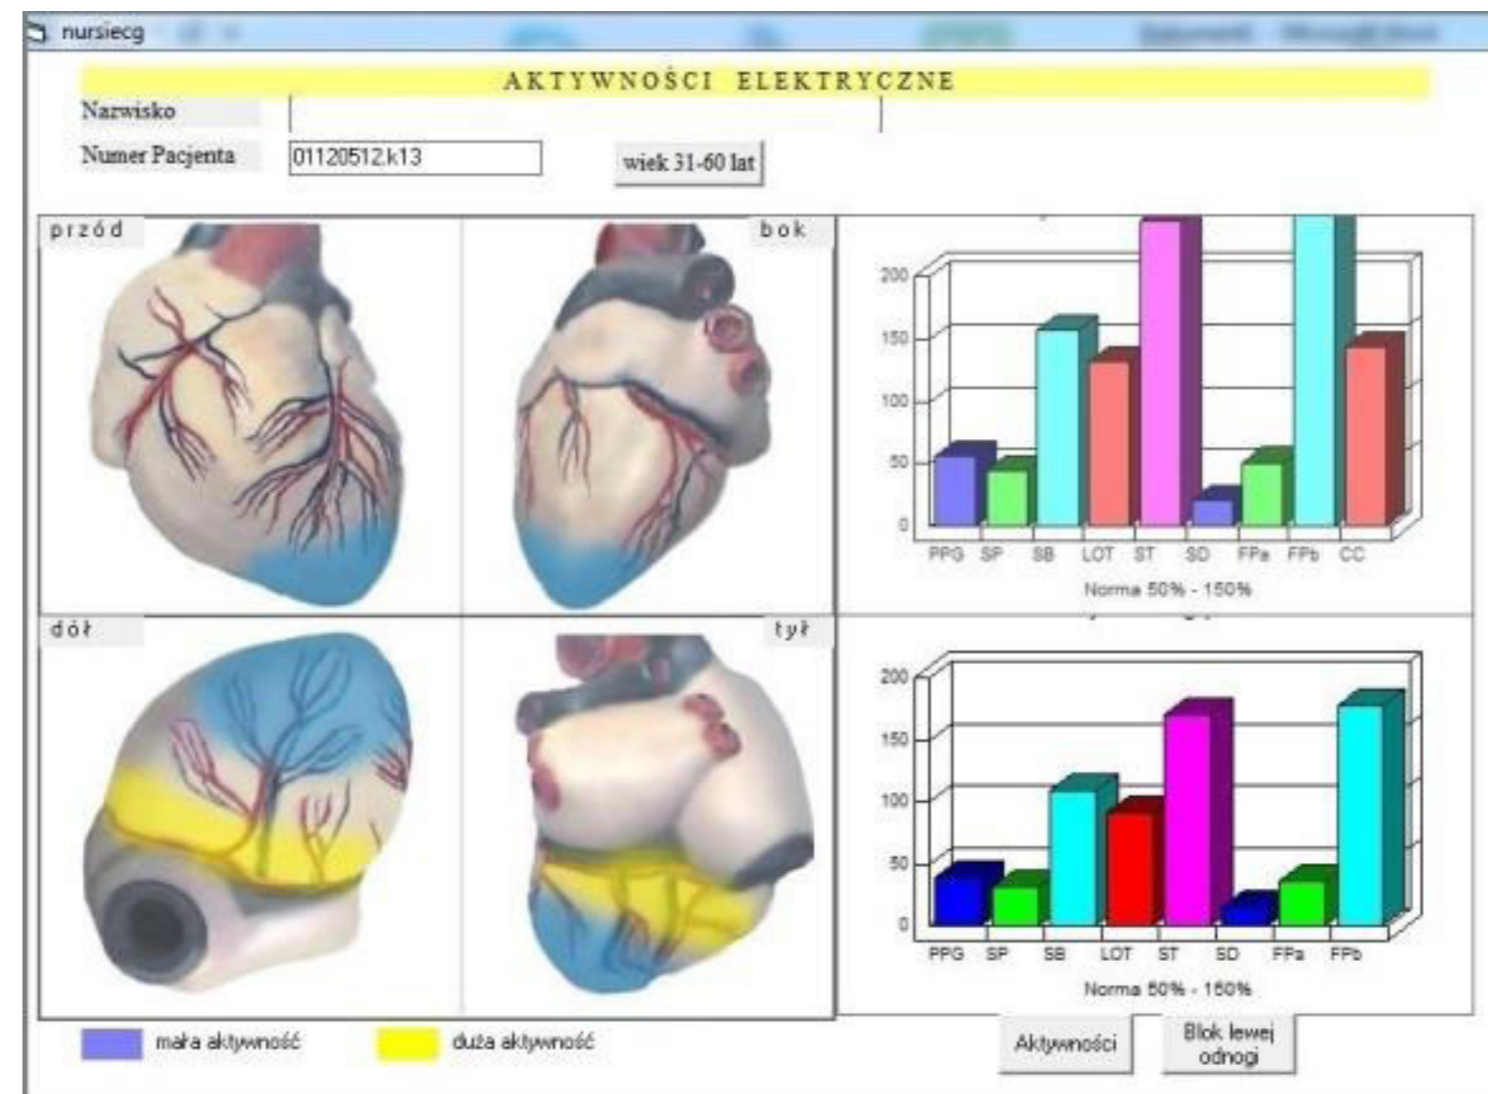 nursiecg
AKTYWNOŚCI ELEKTRYCZNE
Nazwisko
Numer Pacjenta
01120512.k13
wiek 31-60 lat
przód
bok
200
150
100
50
0
PPG SP SB LOT ST SD FPa FPb CC
Norma 50% - 150%
dół
tył
200
150
100
50
0
PPG SP SB LOT ST SD FPa FPb
Norma 50% - 150%
mała aktywność
duża aktywność
Aktywności
Blok lewej
odnogi